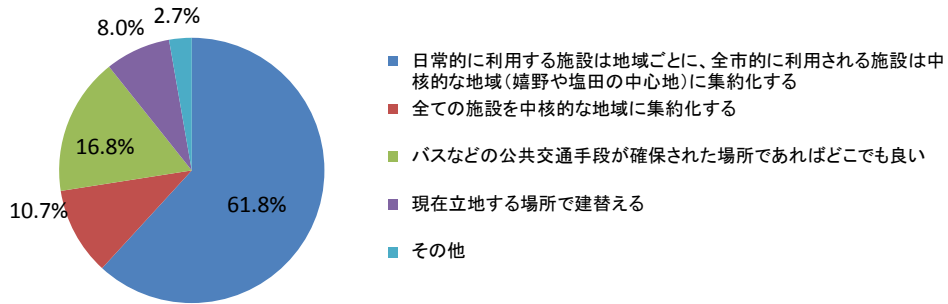 2.7%
8.0%
16.8%
10.7%
61.8%
日常的に利用する施設は地域ごとに、全市的に利用される施設は中
核的な地域（嬉野や塩田の中心地）に集約化する
全ての施設を中核的な地域に集約化する
バスなどの公共交通手段が確保された場所であればどこでも良い
現在立地する場所で建替える
その他